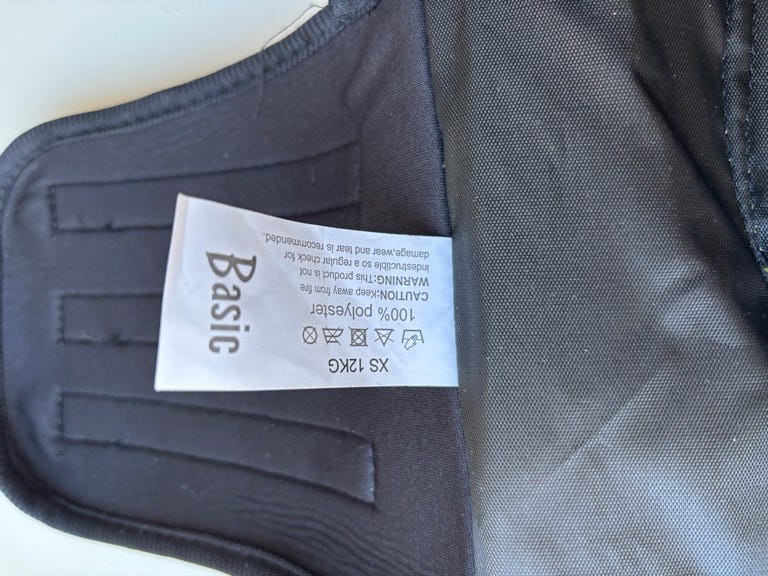 XS 12KG
100% polyester
CAUTION:Keep away from fire
WARNING:This product is not
indestructible so a regular check for
damage,wear and tear is recommended.
Basic